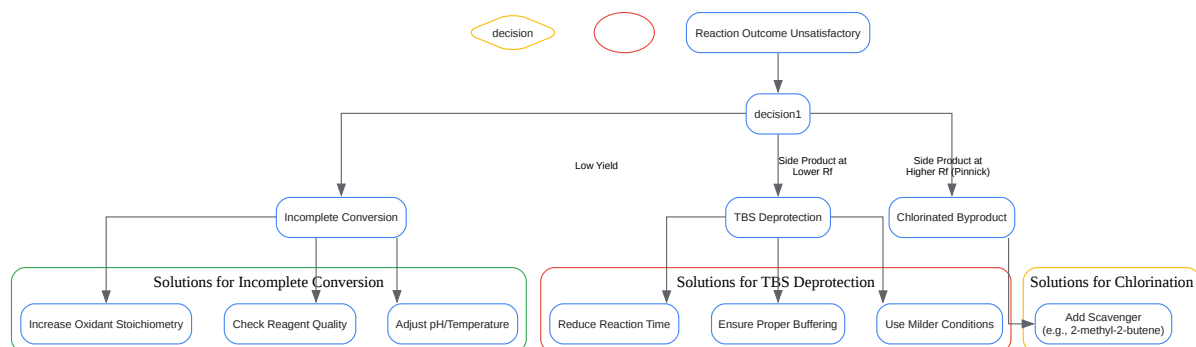 decision
Reaction Outcome Unsatisfactory
decision1
Low Yield
Side Product at
Lower Rf
Side Product at
Higher Rf (Pinnick)
Incomplete Conversion
TBS Deprotection
Chlorinated Byproduct
Solutions for Incomplete Conversion
Solutions for TBS Deprotection
Solutions for Chlorination
Increase Oxidant Stoichiometry
Check Reagent Quality
Adjust pH/Temperature
Reduce Reaction Time
Ensure Proper Buffering
Use Milder Conditions
Add Scavenger
(e.g., 2-methyl-2-butene)